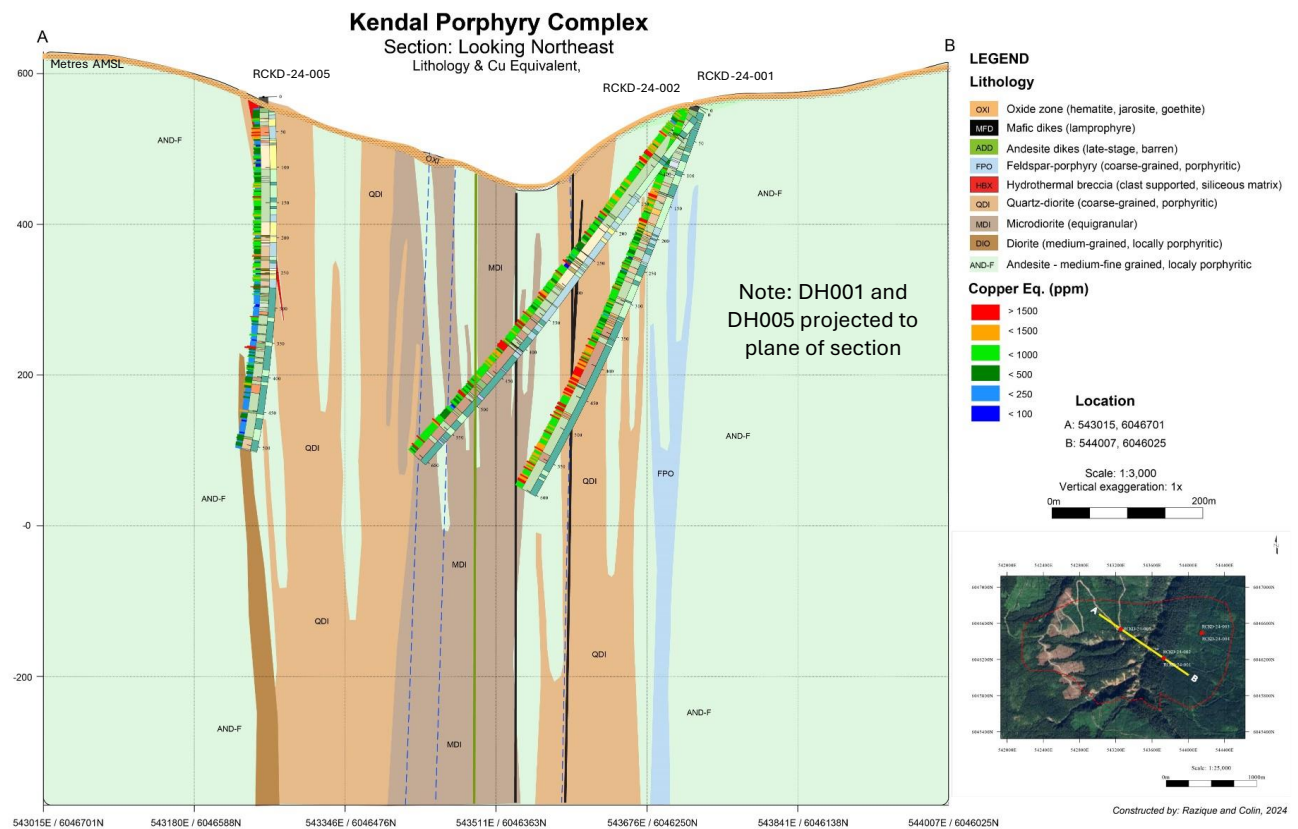 Kendal Porphyry Complex
Section: Looking Northeast
Lithology & Cu Equivalent,
A
B
Metres AMSL
RCKD-24-005
RCKD-24-002
RCKD-24-001
600
400
200
-0
-200
AND-F
OXI
QDI
AND-F
MDI
Note: DH001 and
DH005 projected to
plane of section
AND-F
QDI
FPO
QDI
AND-F
MDI
QDI
QDI
AND-F
AND-F
MDI
543015E / 6046701N
543180E / 6046588N
543346E / 6046476N
543511E / 6046363N
543676E / 6046250N
543841E / 6046138N
544007E / 6046025N
LEGEND
Lithology
OXI Oxide zone (hematite, jarosite, goethite)
MFD Mafic dikes (lamprophyre)
ADD Andesite dikes (late-stage, barren)
FPO Feldspar-porphyry (coarse-grained, porphyritic)
HBX Hydrothermal breccia (clast supported, siliceous matrix)
QDI Quartz-diorite (coarse-grained, porphyritic)
MDI Microdiorite (equigranular)
DIO Diorite (medium-grained, locally porphyritic)
AND-F Andesite - medium-fine grained, localy porphyritic
Copper Eq. (ppm)
> 1500
< 1500
< 1000
< 500
< 250
< 100
Location
A: 543015, 6046701
B: 544007, 6046025
Scale: 1:3,000
Vertical exaggeration: 1x
0m
200m
A
B
Scale: 1:25,000
0m
1000m
Constructed by: Razique and Colin, 2024